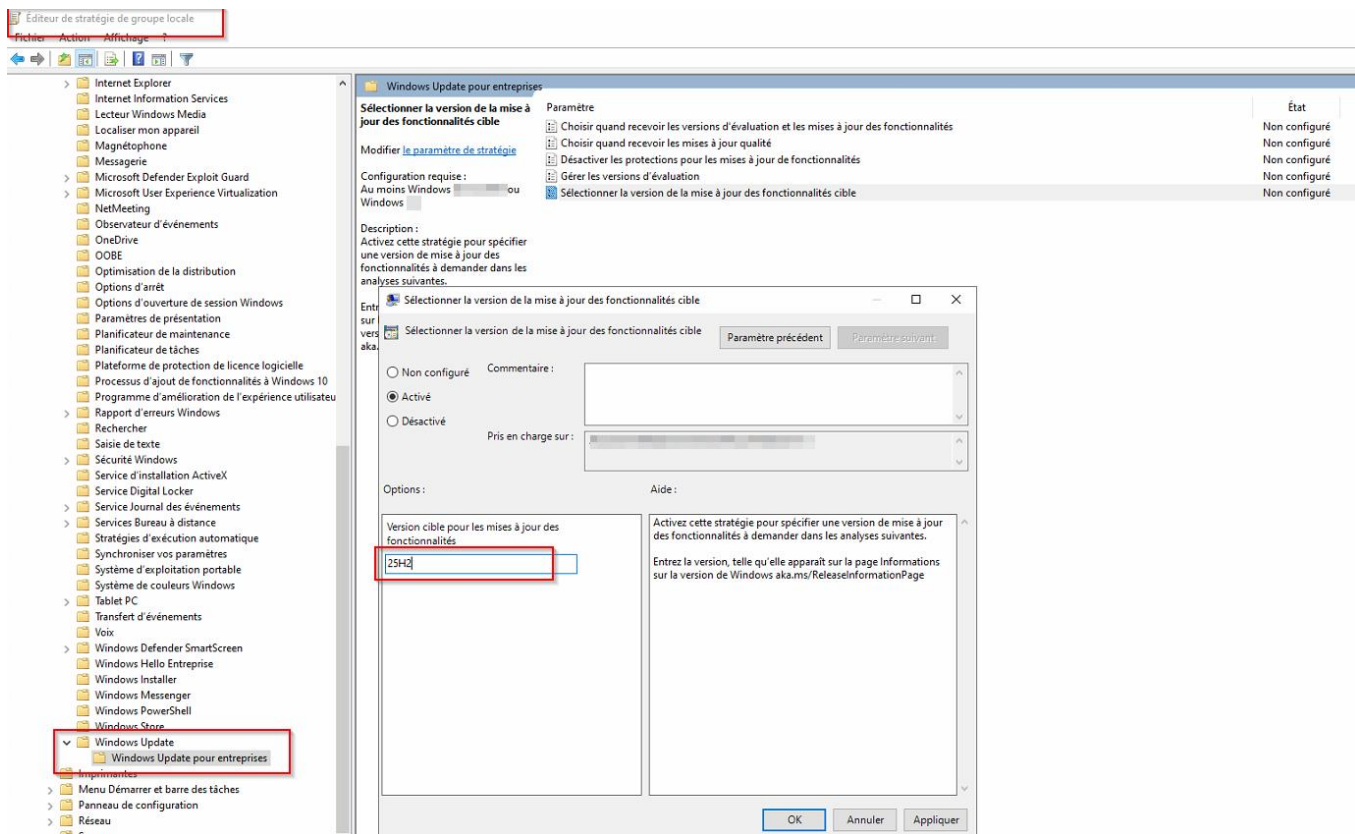 Éditeur de stratégie de groupe locale
Fichier Action Affichage ?
Internet Explorer
Internet Information Services
Lecteur Windows Media
Localiser mon appareil
Magnétophone
Messagerie
Microsoft Defender Exploit Guard
Microsoft User Experience Virtualization
NetMeeting
Observateur d'événements
OneDrive
OOBE
Optimisation de la distribution
Options d'arrêt
Options d'ouverture de session Windows
Paramètres de présentation
Planificateur de maintenance
Planificateur de tâches
Plateforme de protection de licence logicielle
Processus d'ajout de fonctionnalités à Windows 10
Programme d'amélioration de l'expérience utilisateu
Rapport d'erreurs Windows
Rechercher
Saisie de texte
Sécurité Windows
Service d'installation ActiveX
Service Digital Locker
Service Journal des événements
Services Bureau à distance
Stratégies d'exécution automatique
Synchroniser vos paramètres
Système d'exploitation portable
Système de couleurs Windows
Tablet PC
Transfert d'événements
Voix
Windows Defender SmartScreen
Windows Hello Entreprise
Windows Installer
Windows Messenger
Windows PowerShell
Windows Store
Windows Update
Windows Update pour entreprises
Imprimantes
Menu Démarrer et barre des tâches
Panneau de configuration
Réseau
Windows Update pour entreprises
Sélectionner la version de la mise à
jour des fonctionnalités cible
Modifier le paramètre de stratégie
Configuration requise :
Au moins Windows ou
Windows
Description :
Activez cette stratégie pour spécifier
une version de mise à jour des
fonctionnalités à demander dans les
analyses suivantes.
Entr
sur
vers
aka.
Paramètre État
Choisir quand recevoir les versions d'évaluation et les mises à jour des fonctionnalités Non configuré
Choisir quand recevoir les mises à jour qualité Non configuré
Désactiver les protections pour les mises à jour de fonctionnalités Non configuré
Gérer les versions d'évaluation Non configuré
Sélectionner la version de la mise à jour des fonctionnalités cible Non configuré
Sélectionner la version de la mise à jour des fonctionnalités cible
Sélectionner la version de la mise à jour des fonctionnalités cible
Paramètre précédent Paramètre suivant
Non configuré Commentaire :
Activé
Désactivé
Pris en charge sur :
Options : Aide :
Version cible pour les mises à jour des
fonctionnalités
25H2
Activez cette stratégie pour spécifier une version de mise à jour
des fonctionnalités à demander dans les analyses suivantes.
Entrez la version, telle qu'elle apparaît sur la page Informations
sur la version de Windows aka.ms/ReleaseInformationPage
OK Annuler Appliquer